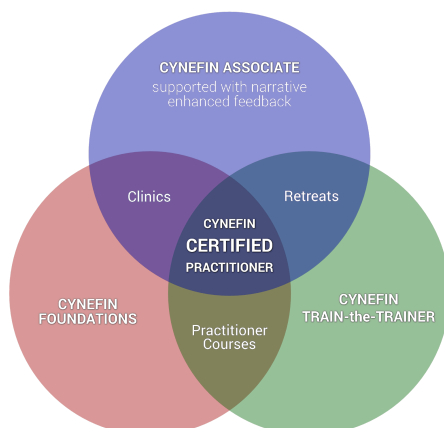 CYNEFIN ASSOCIATE
supported with narrative
enhanced feedback
Clinics
Retreats
CYNEFIN
CERTIFIED
PRACTITIONER
CYNEFIN
FOUNDATIONS
CYNEFIN
TRAIN-the-TRAINER
Practitioner
Courses